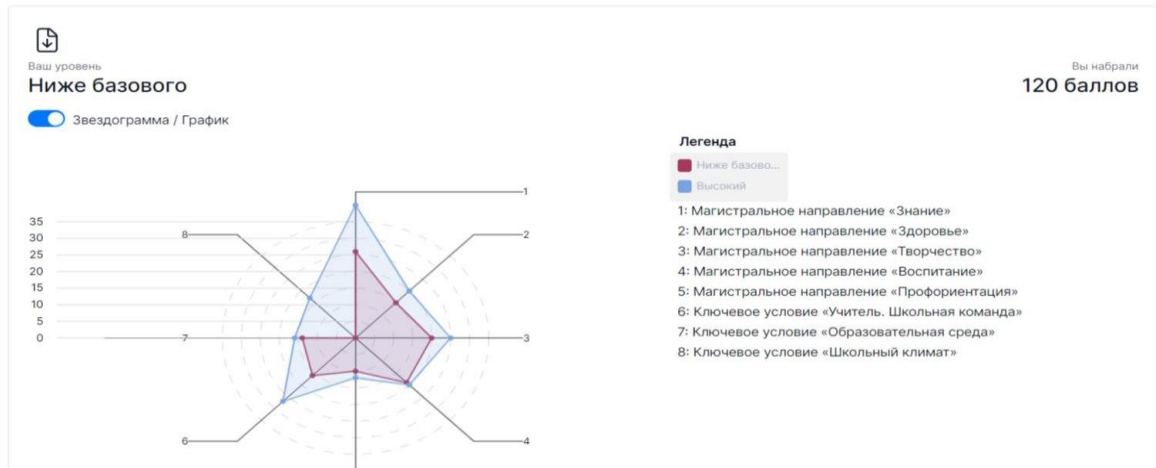 Ваш уровень
Ниже базового
Вы набрали
120 баллов
Звездограмма / График
Легенда
Ниже базово...
Высокий
1: Магистральное направление «Знание»
2: Магистральное направление «Здоровье»
3: Магистральное направление «Творчество»
4: Магистральное направление «Воспитание»
5: Магистральное направление «Профориентация»
6: Ключевое условие «Учитель. Школьная команда»
7: Ключевое условие «Образовательная среда»
8: Ключевое условие «Школьный климат»
35
30
25
20
15
10
5
0
1
2
3
4
6
7
8